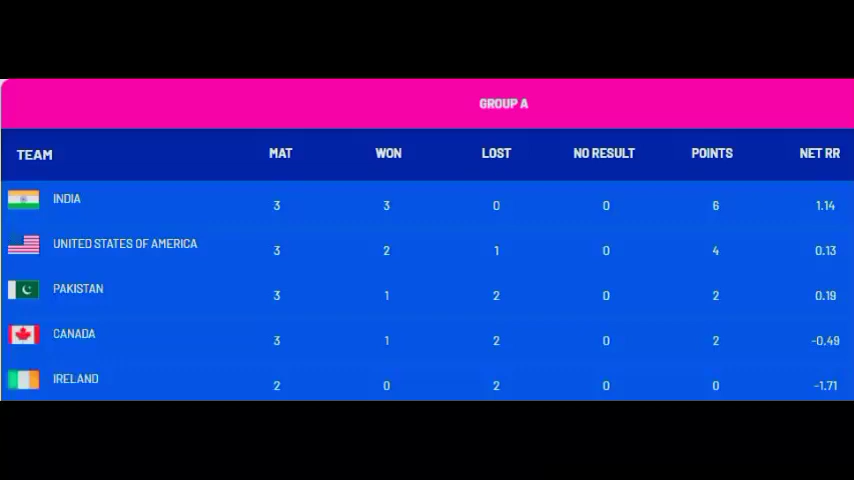 GROUP A
TEAM MAT WON LOST NO RESULT POINTS NET RR
INDIA 3 3 0 0 6 1.14
UNITED STATES OF AMERICA 3 2 1 0 4 0.13
PAKISTAN 3 1 2 0 2 0.19
CANADA 3 1 2 0 2 -0.49
IRELAND 2 0 2 0 0 -1.71